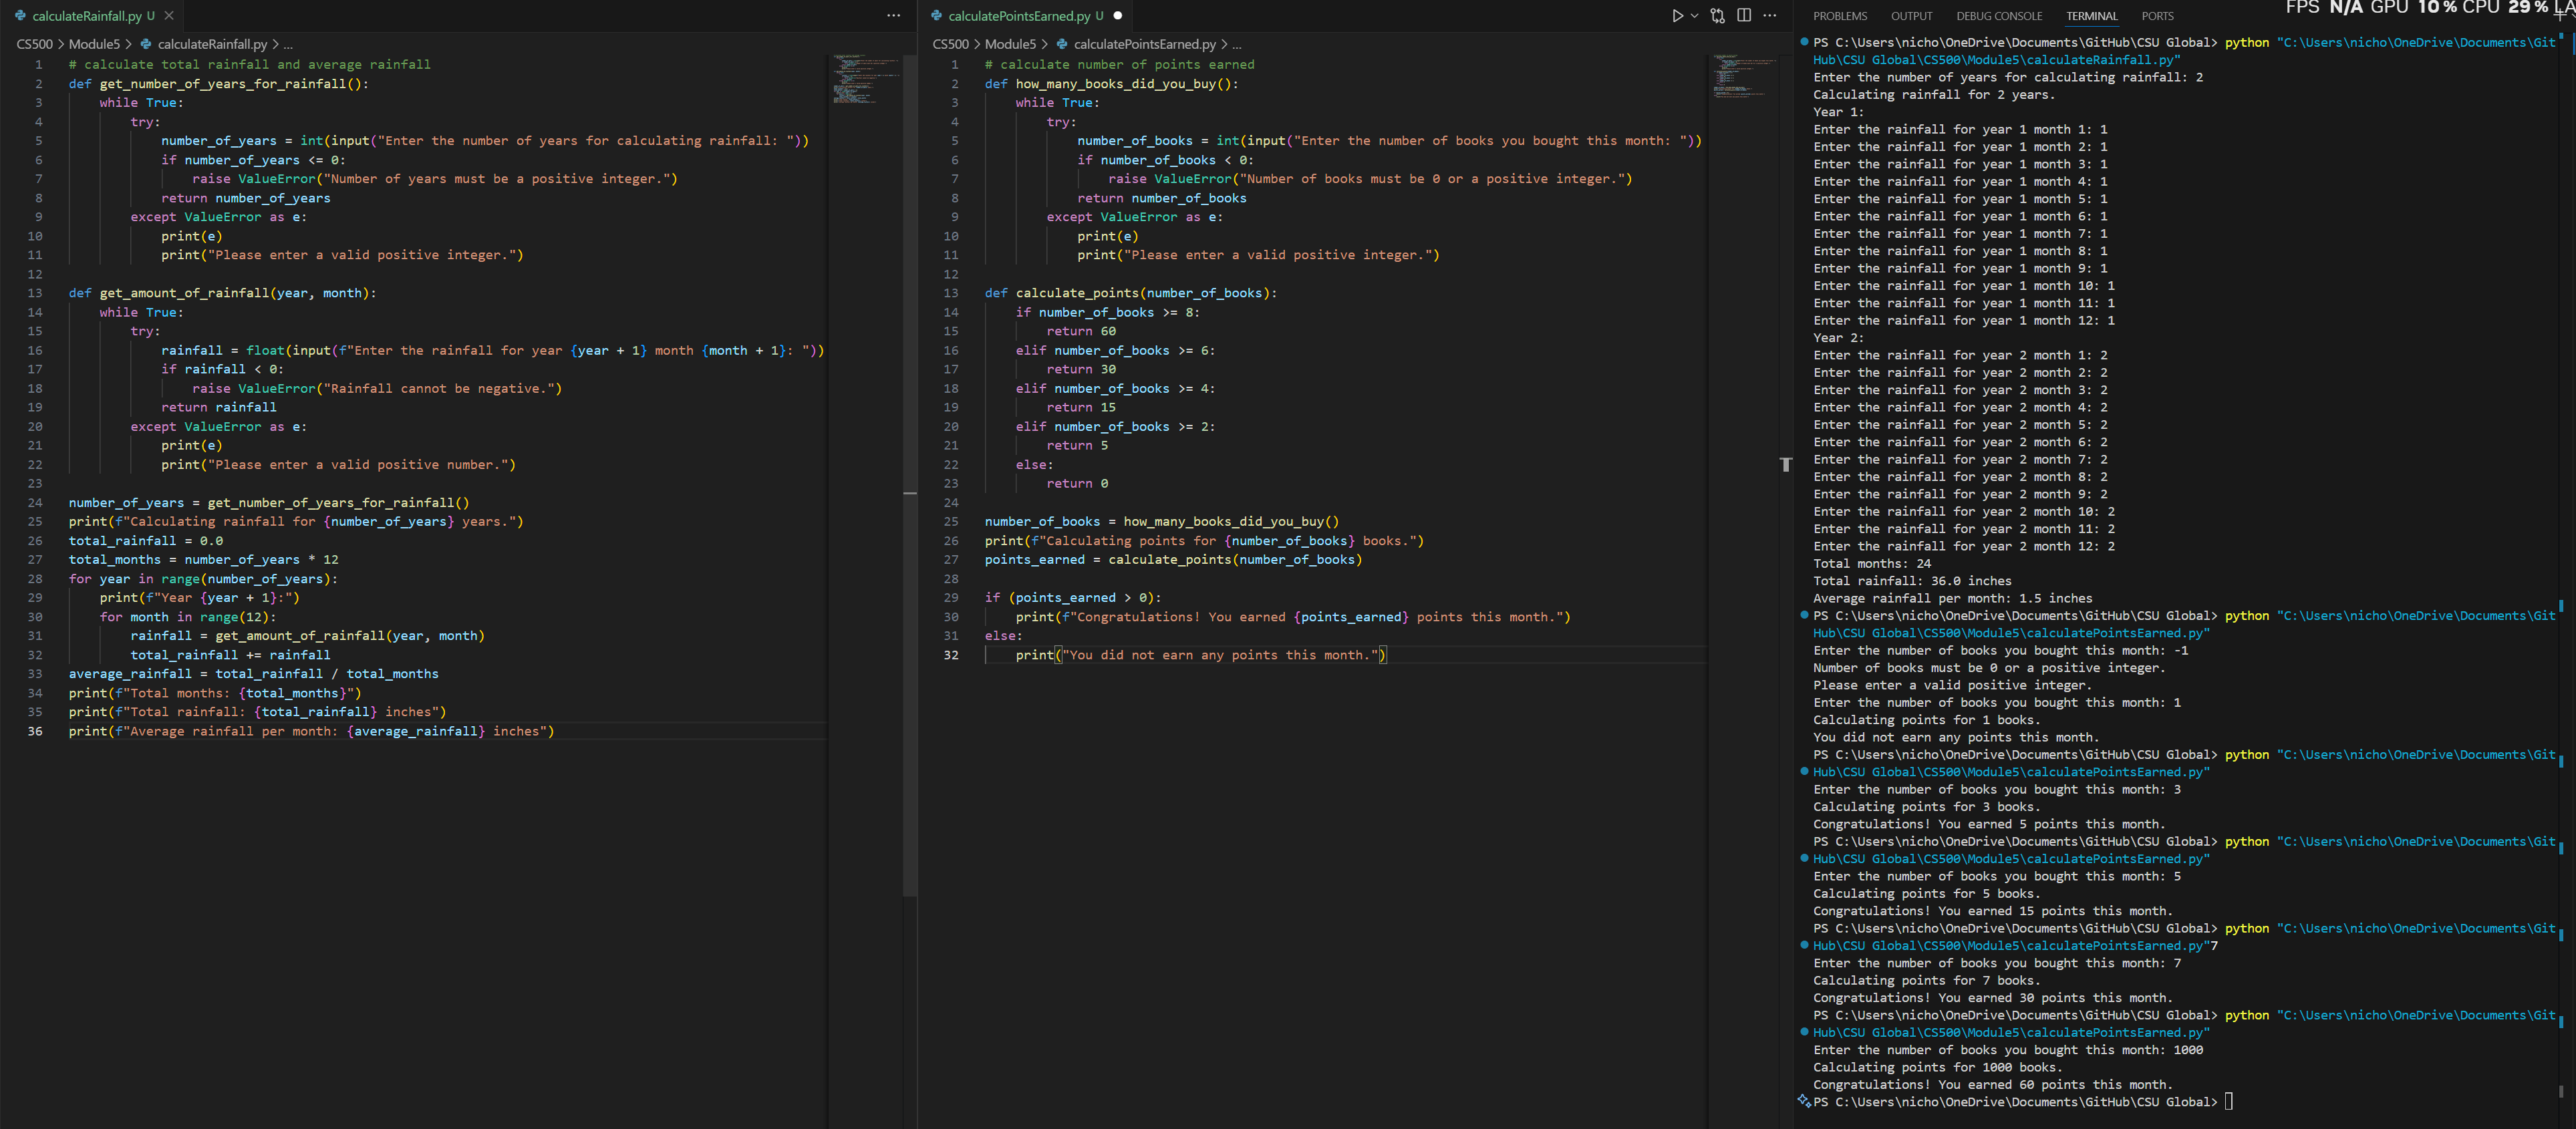 calculateRainfall.py U
CS500 > Module5 > calculateRainfall.py > ...
1 # calculate total rainfall and average rainfall
2 def get_number_of_years_for_rainfall():
3     while True:
4         try:
5             number_of_years = int(input("Enter the number of years for calculating rainfall: "))
6             if number_of_years <= 0:
7                 raise ValueError("Number of years must be a positive integer.")
8             return number_of_years
9         except ValueError as e:
10             print(e)
11             print("Please enter a valid positive integer.")
12
13 def get_amount_of_rainfall(year, month):
14     while True:
15         try:
16             rainfall = float(input(f"Enter the rainfall for year {year + 1} month {month + 1}: "))
17             if rainfall < 0:
18                 raise ValueError("Rainfall cannot be negative.")
19             return rainfall
20         except ValueError as e:
21             print(e)
22             print("Please enter a valid positive number.")
23
24 number_of_years = get_number_of_years_for_rainfall()
25 print(f"Calculating rainfall for {number_of_years} years.")
26 total_rainfall = 0.0
27 total_months = number_of_years * 12
28 for year in range(number_of_years):
29     print(f"Year {year + 1}:")
30     for month in range(12):
31         rainfall = get_amount_of_rainfall(year, month)
32         total_rainfall += rainfall
33 average_rainfall = total_rainfall / total_months
34 print(f"Total months: {total_months}")
35 print(f"Total rainfall: {total_rainfall} inches")
36 print(f"Average rainfall per month: {average_rainfall} inches")
calculatePointsEarned.py U
CS500 > Module5 > calculatePointsEarned.py > ...
1 # calculate number of points earned
2 def how_many_books_did_you_buy():
3     while True:
4         try:
5             number_of_books = int(input("Enter the number of books you bought this month: "))
6             if number_of_books < 0:
7                 raise ValueError("Number of books must be 0 or a positive integer.")
8             return number_of_books
9         except ValueError as e:
10             print(e)
11             print("Please enter a valid positive integer.")
12
13 def calculate_points(number_of_books):
14     if number_of_books >= 8:
15         return 60
16     elif number_of_books >= 6:
17         return 30
18     elif number_of_books >= 4:
19         return 15
20     elif number_of_books >= 2:
21         return 5
22     else:
23         return 0
24
25 number_of_books = how_many_books_did_you_buy()
26 print(f"Calculating points for {number_of_books} books.")
27 points_earned = calculate_points(number_of_books)
28
29 if (points_earned > 0):
30     print(f"Congratulations! You earned {points_earned} points this month.")
31 else:
32     print("You did not earn any points this month.")
PROBLEMS OUTPUT DEBUG CONSOLE TERMINAL PORTS
FPS N/A GPU 10% CPU 29% LA
PS C:\Users\nicho\OneDrive\Documents\GitHub\CSU Global> python "C:\Users\nicho\OneDrive\Documents\Git
Hub\CSU Global\CS500\Module5\calculateRainfall.py"
Enter the number of years for calculating rainfall: 2
Calculating rainfall for 2 years.
Year 1:
Enter the rainfall for year 1 month 1: 1
Enter the rainfall for year 1 month 2: 1
Enter the rainfall for year 1 month 3: 1
Enter the rainfall for year 1 month 4: 1
Enter the rainfall for year 1 month 5: 1
Enter the rainfall for year 1 month 6: 1
Enter the rainfall for year 1 month 7: 1
Enter the rainfall for year 1 month 8: 1
Enter the rainfall for year 1 month 9: 1
Enter the rainfall for year 1 month 10: 1
Enter the rainfall for year 1 month 11: 1
Enter the rainfall for year 1 month 12: 1
Year 2:
Enter the rainfall for year 2 month 1: 2
Enter the rainfall for year 2 month 2: 2
Enter the rainfall for year 2 month 3: 2
Enter the rainfall for year 2 month 4: 2
Enter the rainfall for year 2 month 5: 2
Enter the rainfall for year 2 month 6: 2
Enter the rainfall for year 2 month 7: 2
Enter the rainfall for year 2 month 8: 2
Enter the rainfall for year 2 month 9: 2
Enter the rainfall for year 2 month 10: 2
Enter the rainfall for year 2 month 11: 2
Enter the rainfall for year 2 month 12: 2
Total months: 24
Total rainfall: 36.0 inches
Average rainfall per month: 1.5 inches
PS C:\Users\nicho\OneDrive\Documents\GitHub\CSU Global> python "C:\Users\nicho\OneDrive\Documents\Git
Hub\CSU Global\CS500\Module5\calculatePointsEarned.py"
Enter the number of books you bought this month: -1
Number of books must be 0 or a positive integer.
Please enter a valid positive integer.
Enter the number of books you bought this month: 1
Calculating points for 1 books.
You did not earn any points this month.
PS C:\Users\nicho\OneDrive\Documents\GitHub\CSU Global> python "C:\Users\nicho\OneDrive\Documents\Git
Hub\CSU Global\CS500\Module5\calculatePointsEarned.py"
Enter the number of books you bought this month: 3
Calculating points for 3 books.
Congratulations! You earned 5 points this month.
PS C:\Users\nicho\OneDrive\Documents\GitHub\CSU Global> python "C:\Users\nicho\OneDrive\Documents\Git
Hub\CSU Global\CS500\Module5\calculatePointsEarned.py"
Enter the number of books you bought this month: 5
Calculating points for 5 books.
Congratulations! You earned 15 points this month.
PS C:\Users\nicho\OneDrive\Documents\GitHub\CSU Global> python "C:\Users\nicho\OneDrive\Documents\Git
Hub\CSU Global\CS500\Module5\calculatePointsEarned.py"7
Enter the number of books you bought this month: 7
Calculating points for 7 books.
Congratulations! You earned 30 points this month.
PS C:\Users\nicho\OneDrive\Documents\GitHub\CSU Global> python "C:\Users\nicho\OneDrive\Documents\Git
Hub\CSU Global\CS500\Module5\calculatePointsEarned.py"
Enter the number of books you bought this month: 1000
Calculating points for 1000 books.
Congratulations! You earned 60 points this month.
PS C:\Users\nicho\OneDrive\Documents\GitHub\CSU Global>